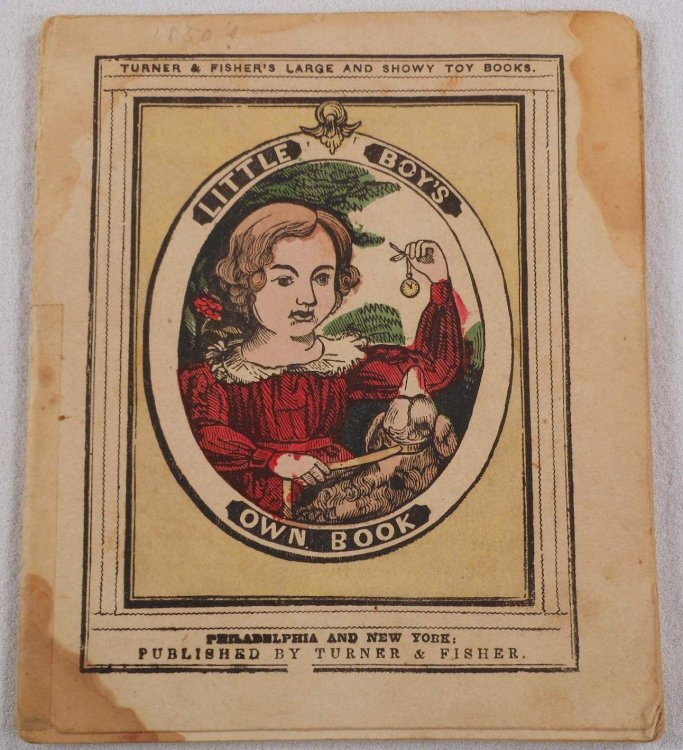 TURNER & FISHER'S LARGE AND SHOWY TOY BOOKS.
LITTLE BOY'S
OWN BOOK
PHILADELPHIA AND NEW YORK:
PUBLISHED BY TURNER & FISHER.